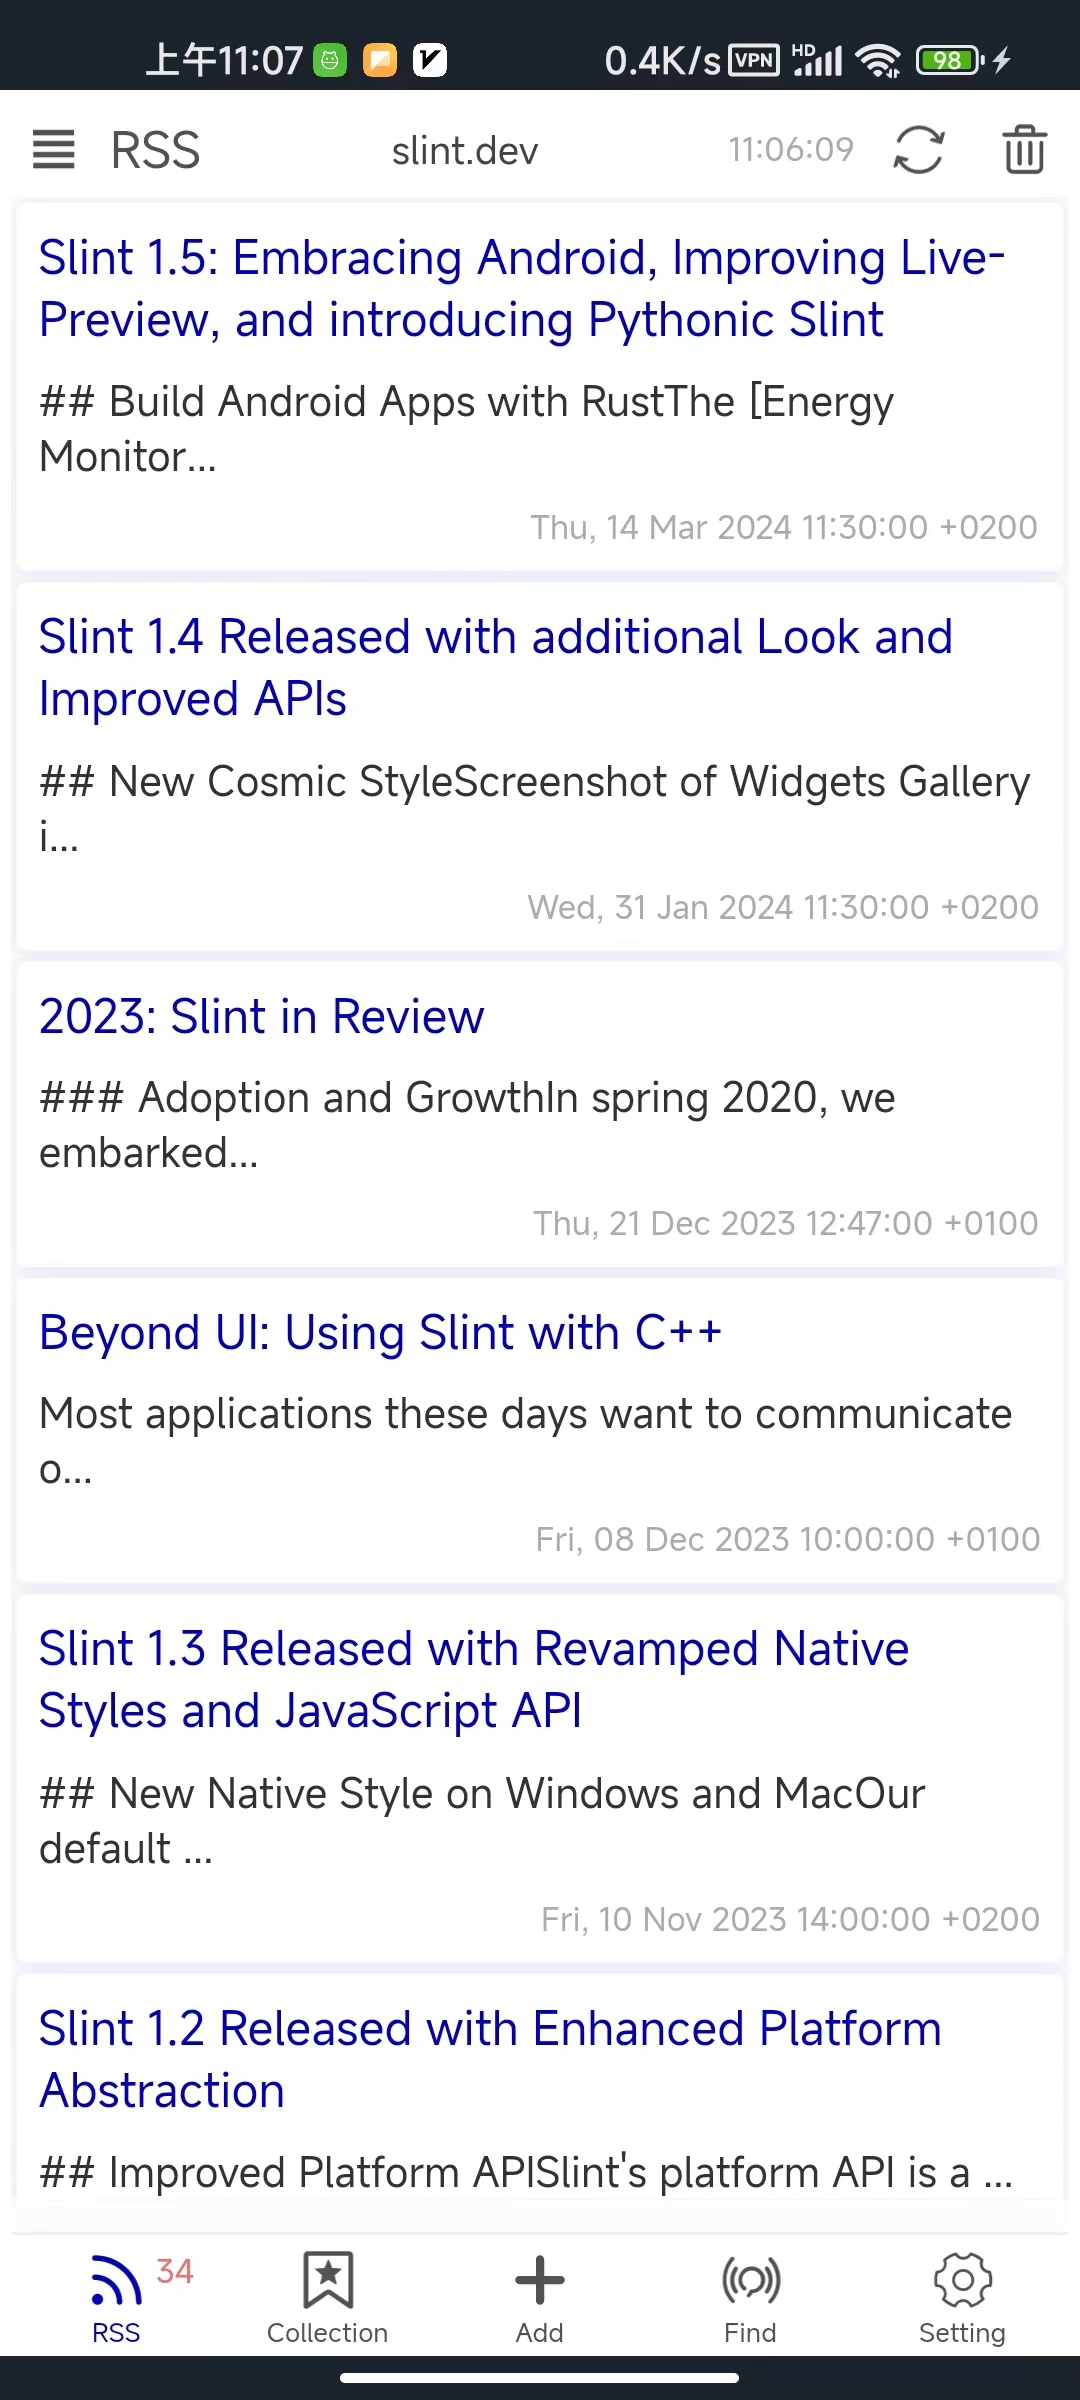 上午11:07
0.4K/s VPN HD 98
RSS
slint.dev
11:06:09
Slint 1.5: Embracing Android, Improving Live-
Preview, and introducing Pythonic Slint
## Build Android Apps with RustThe [Energy
Monitor...
Thu, 14 Mar 2024 11:30:00 +0200
Slint 1.4 Released with additional Look and
Improved APIs
## New Cosmic StyleScreenshot of Widgets Gallery
i...
Wed, 31 Jan 2024 11:30:00 +0200
2023: Slint in Review
### Adoption and GrowthIn spring 2020, we
embarked...
Thu, 21 Dec 2023 12:47:00 +0100
Beyond UI: Using Slint with C++
Most applications these days want to communicate
o...
Fri, 08 Dec 2023 10:00:00 +0100
Slint 1.3 Released with Revamped Native
Styles and JavaScript API
## New Native Style on Windows and MacOur
default ...
Fri, 10 Nov 2023 14:00:00 +0200
Slint 1.2 Released with Enhanced Platform
Abstraction
## Improved Platform APISlint's platform API is a ...
34
RSS
Collection
Add
Find
Setting